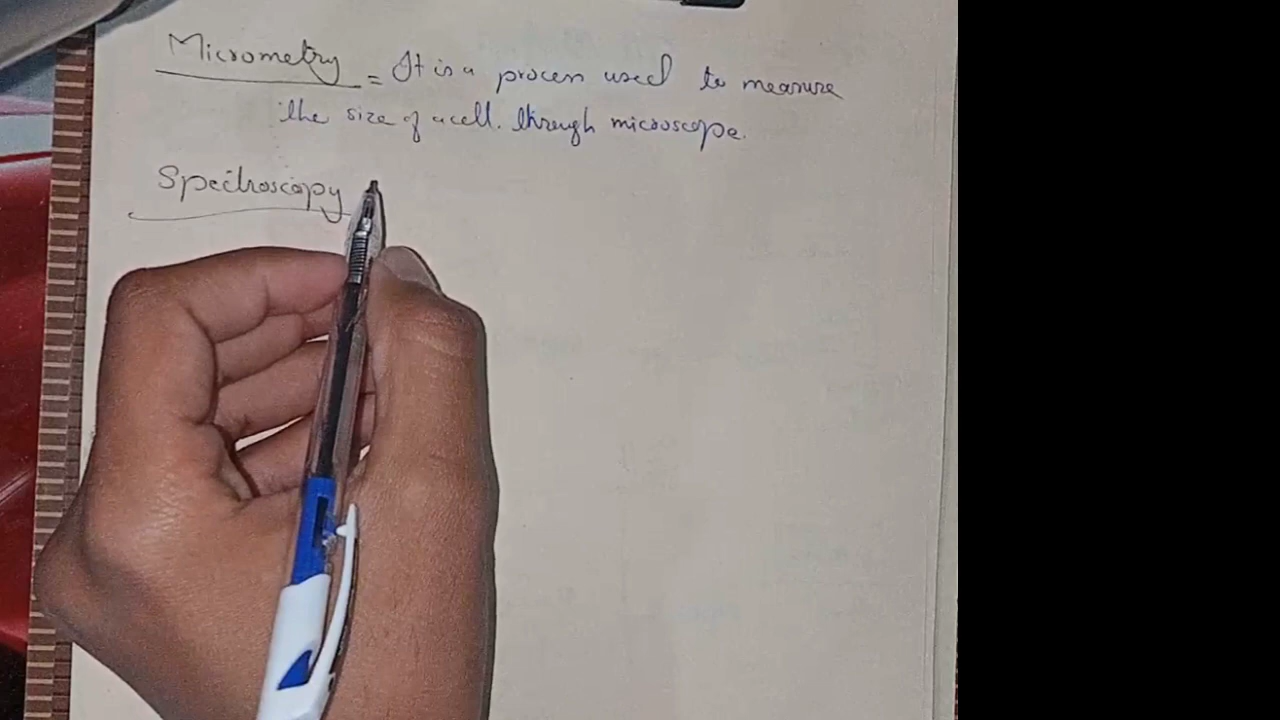 Micrometry = It is a process used to measure
the size of a cell. through microscope.
Spectroscopy